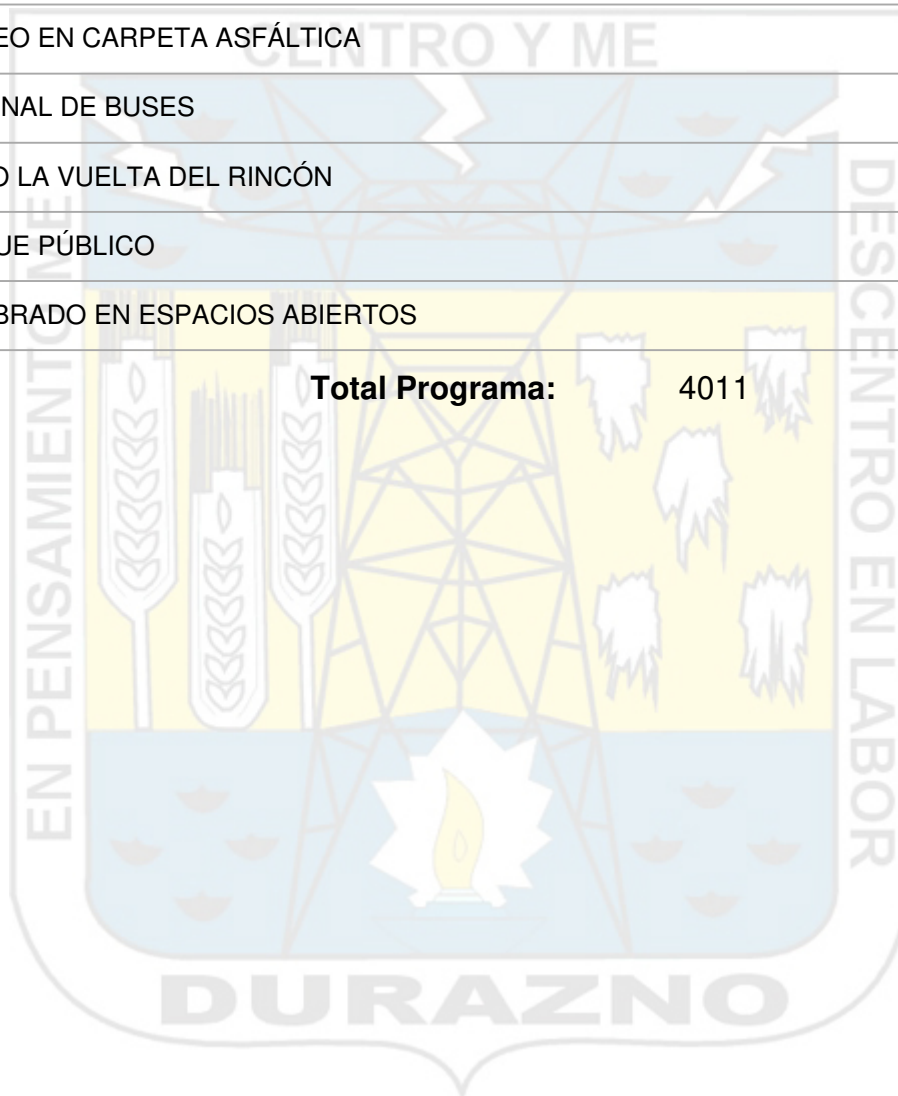 CENTRO Y ME
EO EN CARPETA ASFÁLTICA
NAL DE BUSES
O LA VUELTA DEL RINCÓN
UE PÚBLICO
BRADO EN ESPACIOS ABIERTOS
Total Programa: 4011
EN PENSAMIENTO NE
DESCENTRO EN LABOR
DURAZNO